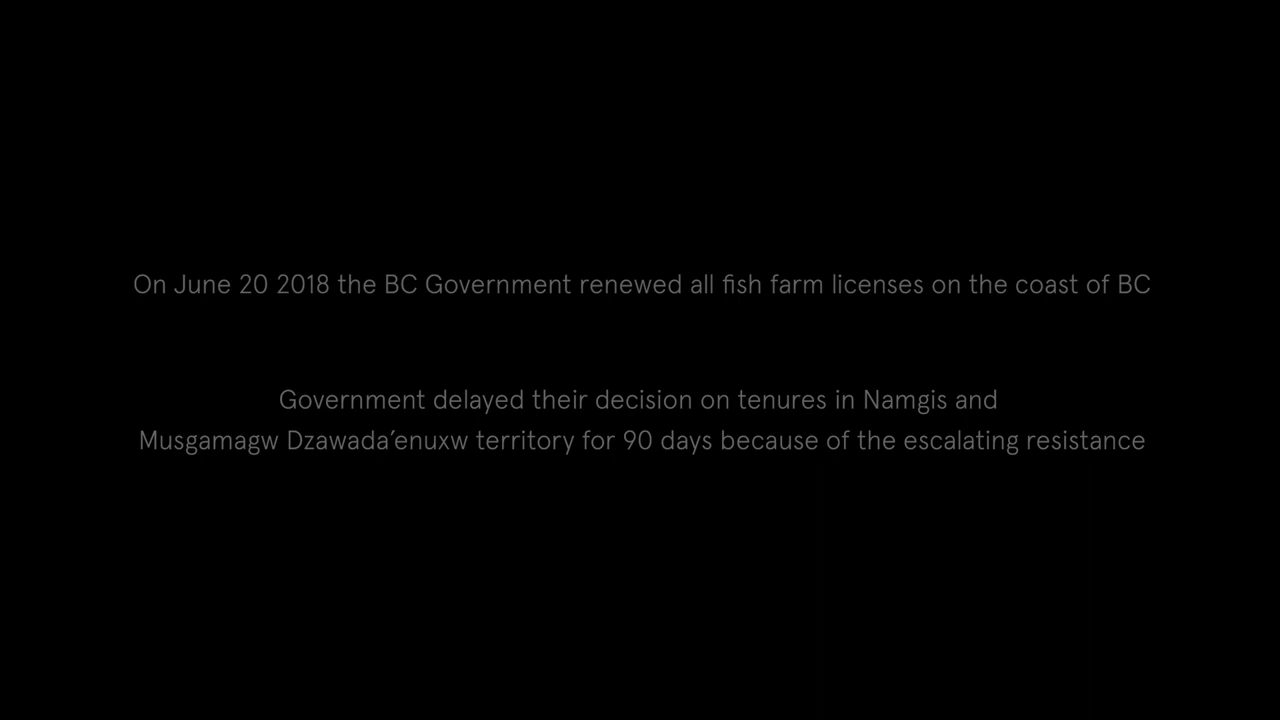 On June 20 2018 the BC Government renewed all fish farm licenses on the coast of BC
Government delayed their decision on tenures in Namgis and
Musgamagw Dzawada’enuxw territory for 90 days because of the escalating resistance